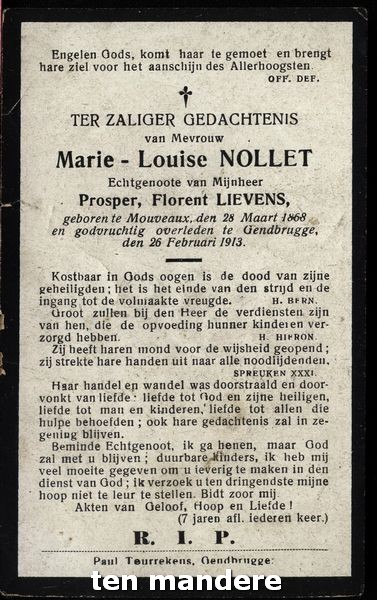 Engelen Gods, komt haar te gemoet en brengt
hare ziel voor het aanschijn des Allerhoogsten.
OFF. DEF.
TER ZALIGER GEDACHTENIS
van Mevrouw
Marie - Louise NOLLET
Echtgenoote van Mijnheer
Prosper, Florent LIEVENS,
geboren te Mouveaux, den 28 Maart 1868
en godvruchtig overleden te Gendbrugge,
den 26 Februari 1913.
Kostbaar in Gods oogen is de dood van zijne
geheiligden; het is het einde van den strijd en de
ingang tot de volmaakte vreugde. H. BERN.
Groot zullen bij den Heer de verdiensten zijn
van hen, die de opvoeding hunner kinderen ver-
zorgd hebben. H. HIERON.
Zij heeft haren mond voor de wijsheid geopend;
zij strekte hare handen uit naar alle noodlijdenden.
SPREUKEN XXXI.
Haar handel en wandel was doorstraald en door-
vonkt van liefde: liefde tot God en zijne heiligen,
liefde tot man en kinderen, liefde tot allen die
hulpe behoefden; ook hare gedachtenis zal in ze-
gening blijven.
Beminde Echtgenoot, ik ga henen, maar God
zal met u blijven; duurbare kinders, ik heb mij
veel moeite gegeven om u ieverig te maken in den
dienst van God; ik verzoek u ten dringendste mijne
hoop niet te leur te stellen. Bidt zoor mij
Akten van Geloof, Hoop en Liefde!
(7 jaren afl. iederen keer.)
R. I. P.
Paul Teurrekens, Gendbrugge:
ten mandere